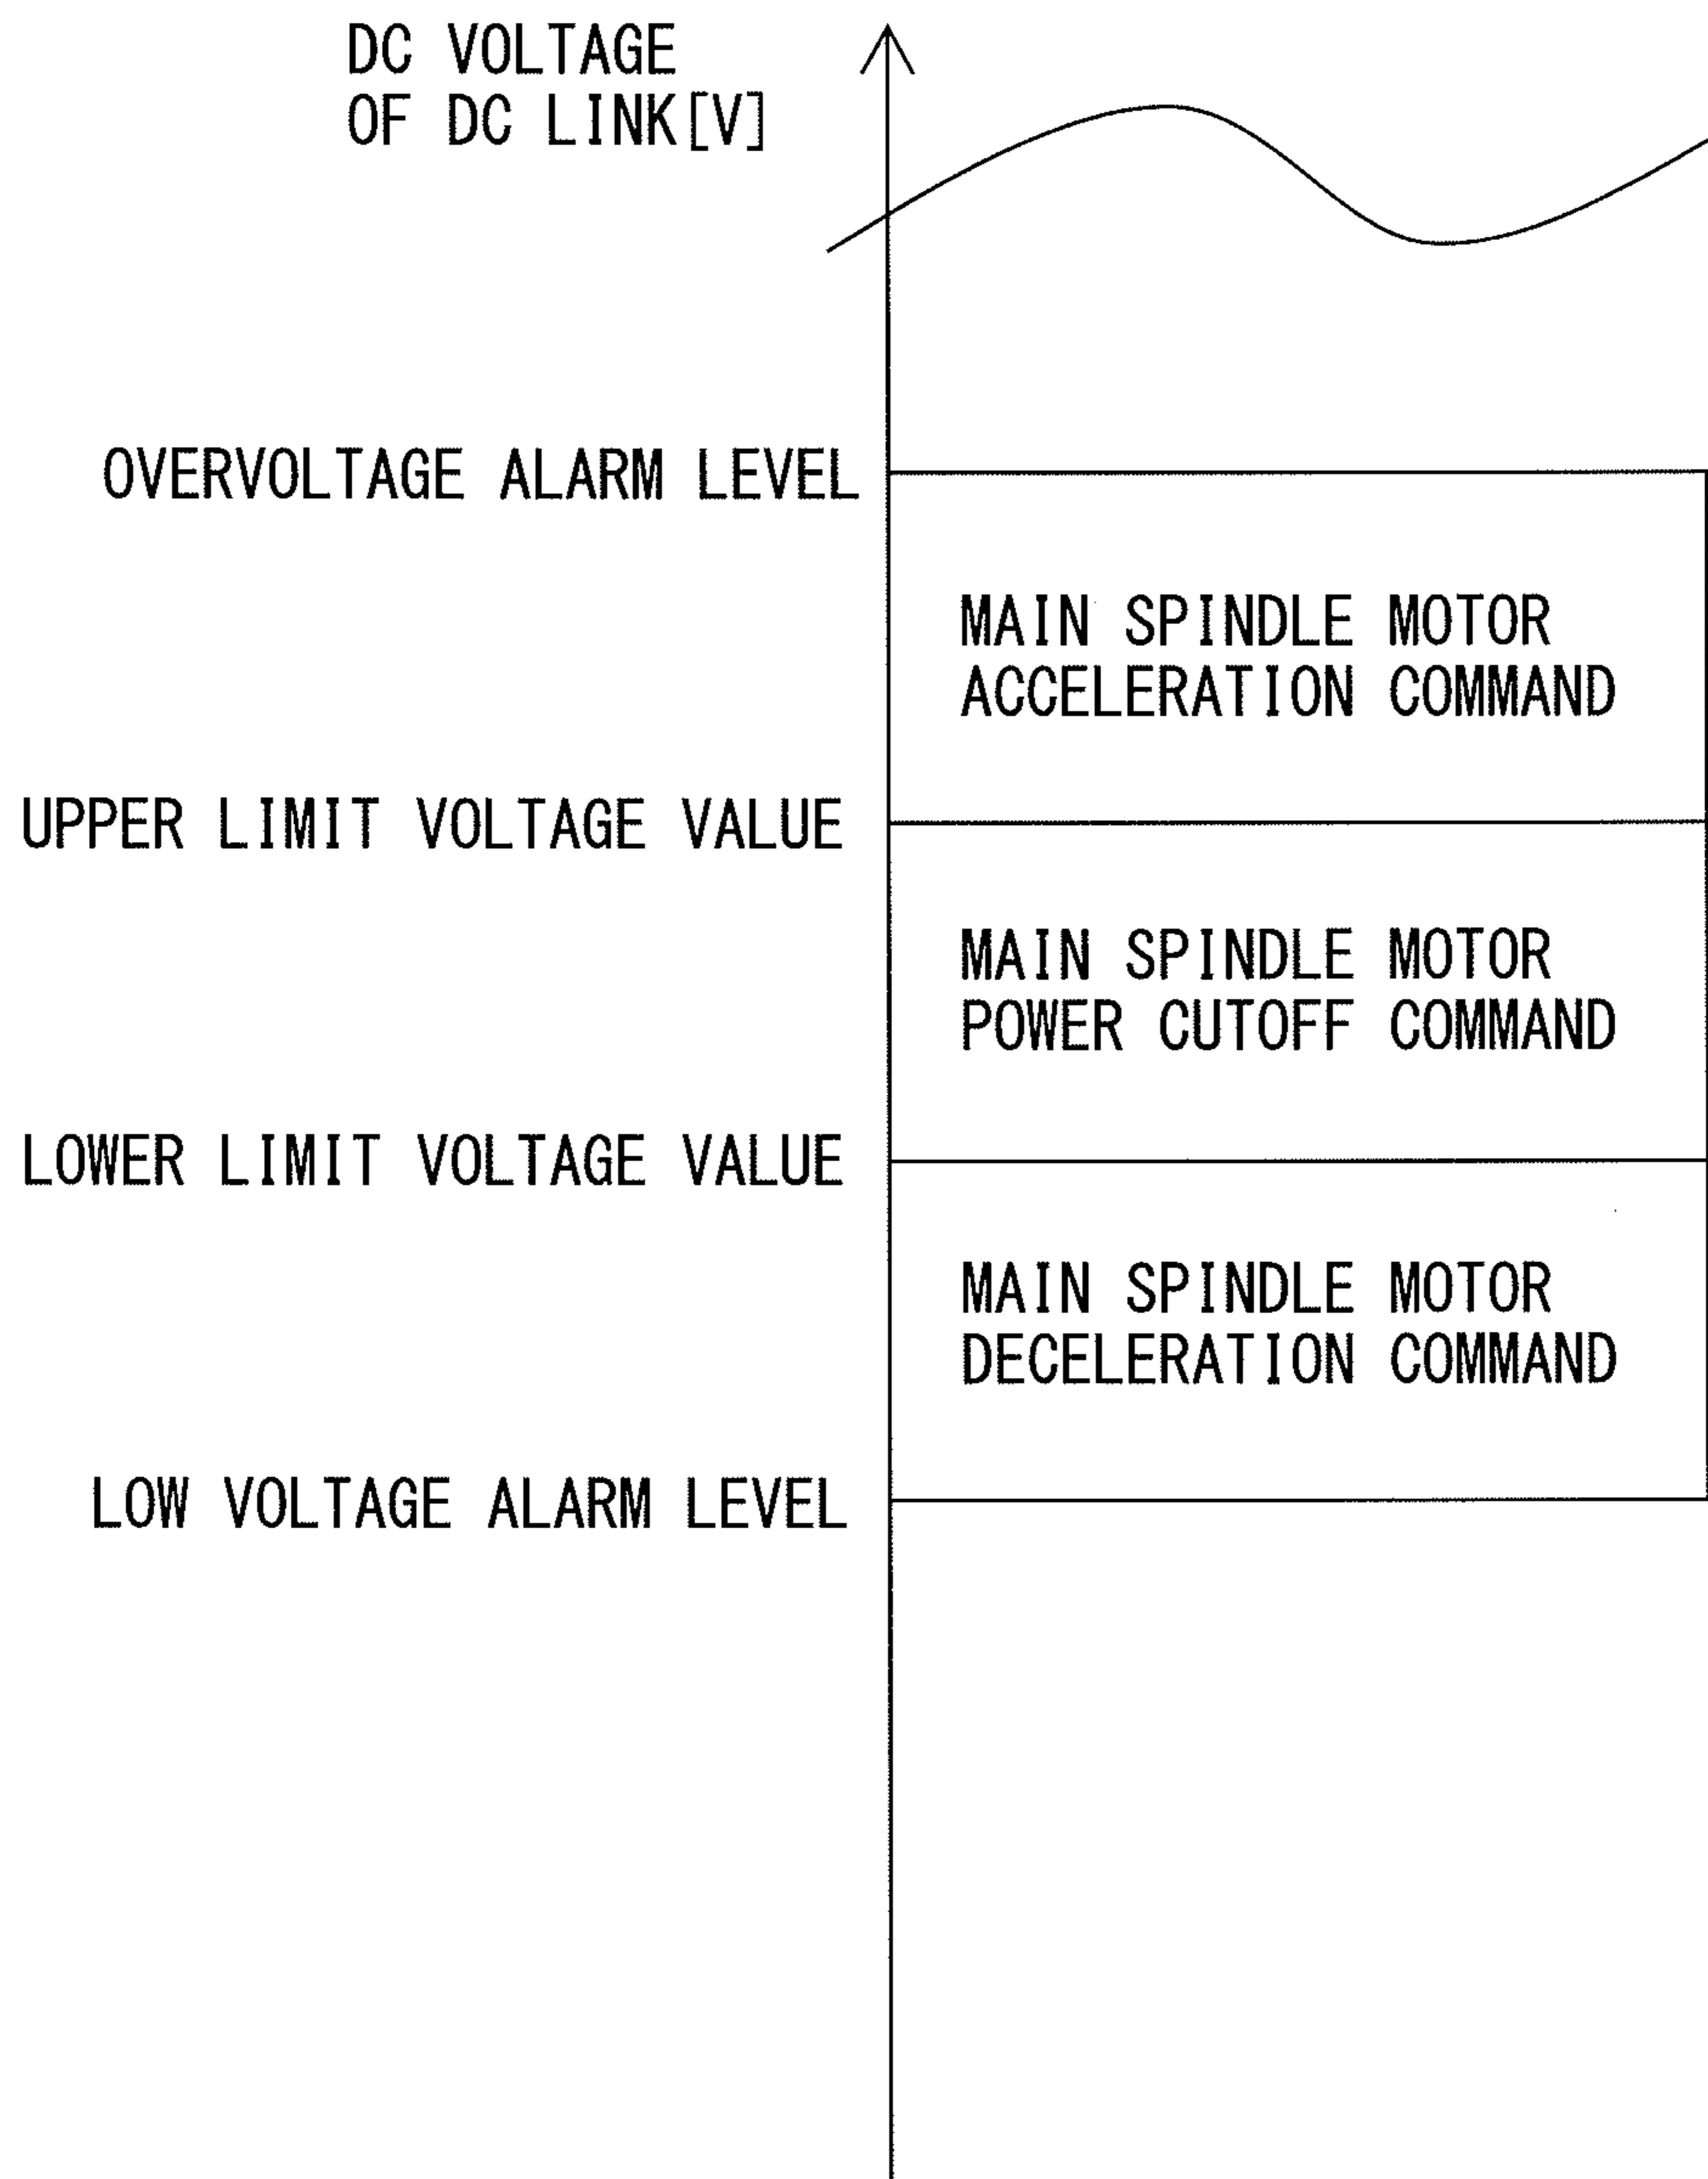 DC VOLTAGE
OF DC LINK[V]
OVERVOLTAGE ALARM LEVEL
MAIN SPINDLE MOTOR
ACCELERATION COMMAND
UPPER LIMIT VOLTAGE VALUE
MAIN SPINDLE MOTOR
POWER CUTOFF COMMAND
LOWER LIMIT VOLTAGE VALUE
MAIN SPINDLE MOTOR
DECELERATION COMMAND
LOW VOLTAGE ALARM LEVEL